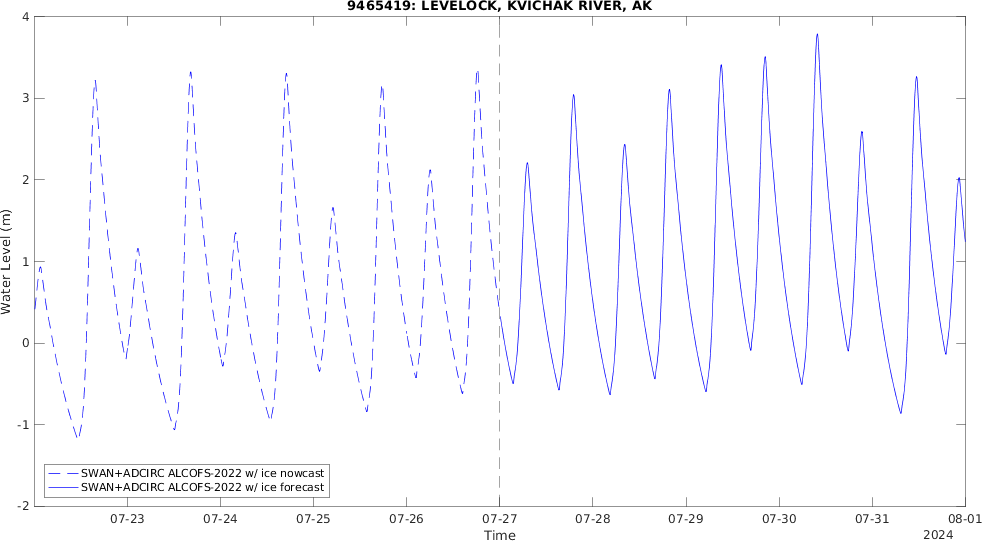 9465419: LEVELOCK, KVICHAK RIVER, AK
4
3
2
1
0
-1
-2
Water Level (m)
SWAN+ADCIRC ALCOFS-2022 w/ ice nowcast
SWAN+ADCIRC ALCOFS-2022 w/ ice forecast
07-23 07-24 07-25 07-26 07-27 07-28 07-29 07-30 07-31 08-01
Time
2024